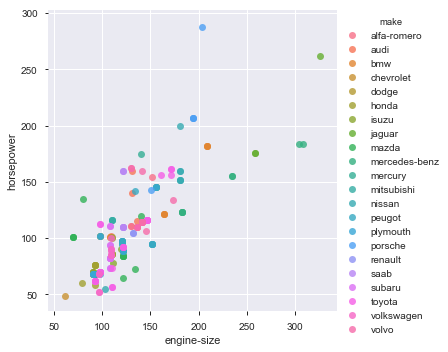 make
alfa-romero
audi
bmw
chevrolet
dodge
honda
isuzu
jaguar
mazda
mercedes-benz
mercury
mitsubishi
nissan
peugot
plymouth
porsche
renault
saab
subaru
toyota
volkswagen
volvo
horsepower
300
250
200
150
100
50
50 100 150 200 250 300
engine-size